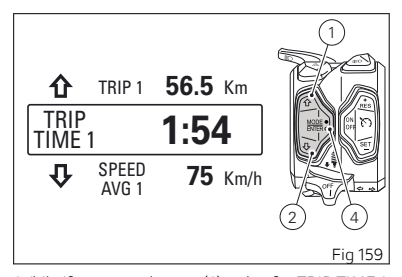 1
TRIP 1 56.5 Km
TRIP
TIME 1
1:54
SPEED
AVG 1
75 Km/h
RES
ON
OFF
SET
MODE
ENTER
OFF
2
4
Fig 159